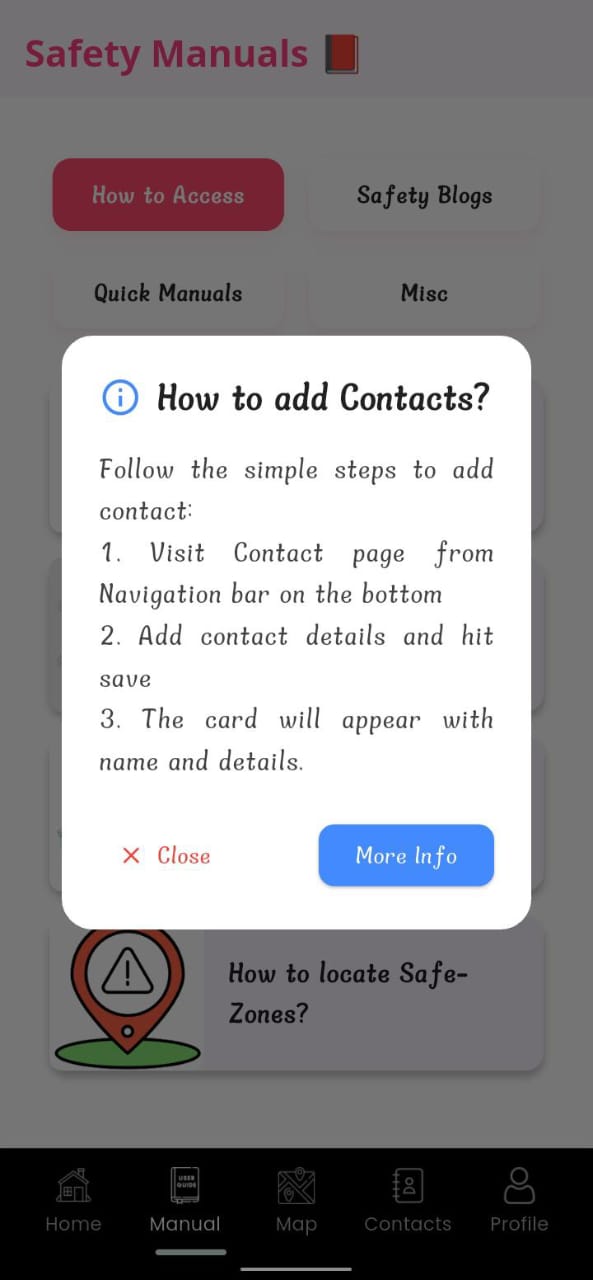 Safety Manuals
How to Access
Safety Blogs
Quick Manuals
Misc
How to add Contacts?
Follow the simple steps to add
contact:
1. Visit Contact page from
Navigation bar on the bottom
2. Add contact details and hit
save
3. The card will appear with
name and details.
Close
More Info
How to locate Safe-
Zones?
USER
GUIDE
Home
Manual
Map
Contacts
Profile